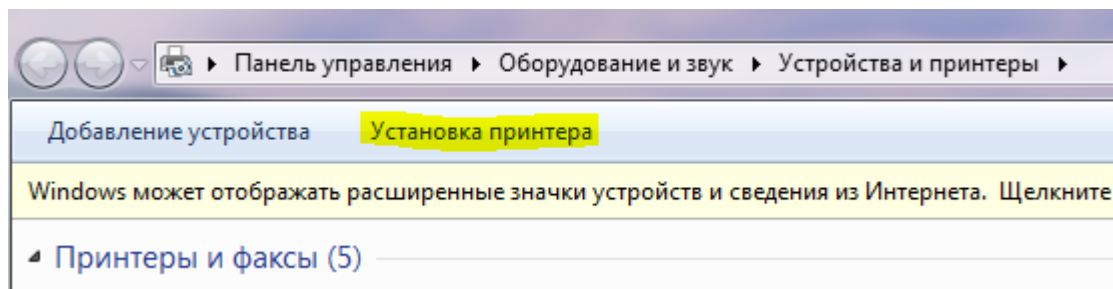 Панель управления ▸ Оборудование и звук ▸ Устройства и принтеры ▸
Добавление устройства Установка принтера
Windows может отображать расширенные значки устройств и сведения из Интернета. Щелкните
Принтеры и факсы (5)